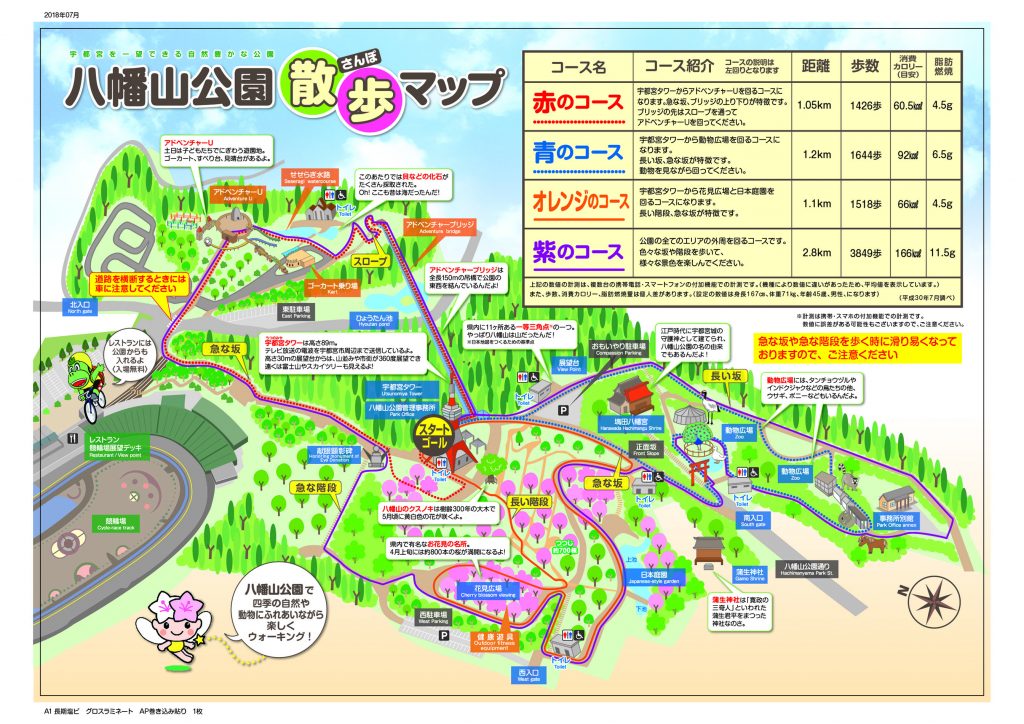 2018年07月
宇都宮を一望できる自然豊かな公園
八幡山公園 散歩 マップ
さんぽ
コース名 コース紹介 コースの説明は左回りとなります 距離 歩数 消費カロリー(目安) 脂肪燃焼
赤のコース
宇都宮タワーからアドベンチャーUを回るコースに
なります。急な坂、ブリッジの上り下りが特徴です。
ブリッジの先はスロープを通って
アドベンチャーUを回ってください。
1.05km 1426歩 60.5㎉ 4.5g
青のコース
宇都宮タワーから動物広場を回るコースに
なります。
長い坂、急な坂が特徴です。
動物を見ながら回ってください。
1.2km 1644歩 92㎉ 6.5g
オレンジのコース
宇都宮タワーから花見広場と日本庭園を
回るコースになります。
長い階段、急な坂が特徴です。
1.1km 1518歩 66㎉ 4.5g
紫のコース
公園の全てのエリアの外周を回るコースです。
色々な坂や階段を歩いて、
様々な景色を楽しんでください。
2.8km 3849歩 166㎉ 11.5g
上記の数値の計測は、複数台の携帯電話・スマートフォンの付加機能での計測です。(機種により数値に違いがあったため、平均値を表示しています。)
また、歩数、消費カロリー、脂肪燃焼量は個人差があります。(設定の数値は身長167㎝、体重71㎏、年齢45歳、男性、になります)
(平成30年7月調べ)
※計測は携帯・スマホの付加機能での計測です。
数値に誤差がある可能性もございますので、ご注意ください。
急な坂や急な階段を歩く時に滑り易くなって
おりますので、ご注意ください
アドベンチャーU
土日は子どもたちでにぎわう遊園地。
ゴーカート、すべり台、見晴台があるよ。
せせらぎ水路
Seseragi watercourse
このあたりでは貝などの化石が
たくさん採取された。
Oh! ここも昔は海だったんだ!
アドベンチャーU
Adventure U
トイレ
Toilet
アドベンチャーブリッジ
Adventure' bridge
スロープ
ゴーカート乗り場
Kart
アドベンチャーブリッジは
全長150mの吊橋で公園の
東西を結んでいるんだよ!
道路を横断するときには
車に注意してください
北入口
North gate
東駐車場
East Parking
ひょうたん池
Hyoutan pond
県内に11ヶ所ある一等三角点*の一つ。
やっぱり八幡山は山だったんだ!
※日本地図をつくるための基準点
江戸時代に宇都宮城の
守護神として建てられ、
八幡山公園の名の由来
でもあるんだよ!
レストランには
公園からも
入れるよ
(入場無料)
急な坂
宇都宮タワーは高さ89m。
テレビ放送の電波を宇都宮市周辺まで送信しているよ。
高さ30mの展望台からは、山並みや市街が360度展望でき
遠くは富士山やスカイツリーも見えるよ!
展望台
View Point
おもいやり駐車場
Compassion Parking
長い坂
動物広場には、タンチョウヅルや
インドクジャクなどの鳥たちの他、
ウサギ、ポニーなどもいるんだよ。
宇都宮タワー
Utsunomiya Tower
八幡山公園管理事務所
Park Office
トイレ
Toilet
P
スタート
ゴール
塙田八幡宮
Hanawada Hachimangu Shrine
動物広場
Zoo
レストラン
競輪場展望デッキ
Restaurant / View point
献眼顕彰碑
Honoring monument of Eye Donation
正面坂
Front Slope
動物広場
Zoo
トイレ
Toilet
急な階段
急な坂
トイレ
Toilet
トイレ
Toilet
長い階段
事務所別館
Park Office annex
八幡山のクスノキは樹齢300年の大木で
5月頃に黄白色の花が咲くよ。
南入口
South gate
競輪場
Cycle-race track
県内で有名なお花見の名所。
4月上旬には約800本の桜が満開になるよ!
つつじ
約700株
上池
日本庭園
Japanese-style garden
下池
蒲生神社
Gamo Shrine
八幡山公園通り
Hachimanyama Park St.
花見広場
Cherry blossom viewing
八幡山公園で
四季の自然や
動物にふれあいながら
楽しく
ウォーキング!
西駐車場
West Parking
P
健康遊具
Outdoor fitness
equipment
トイレ
Toilet
蒲生神社は「寛政の
三奇人」といわれた
蒲生君平をまつった
神社なのさ。
西入口
West gate
N
A1 長期塩ビ グロスラミネート AP巻き込み貼り 1枚